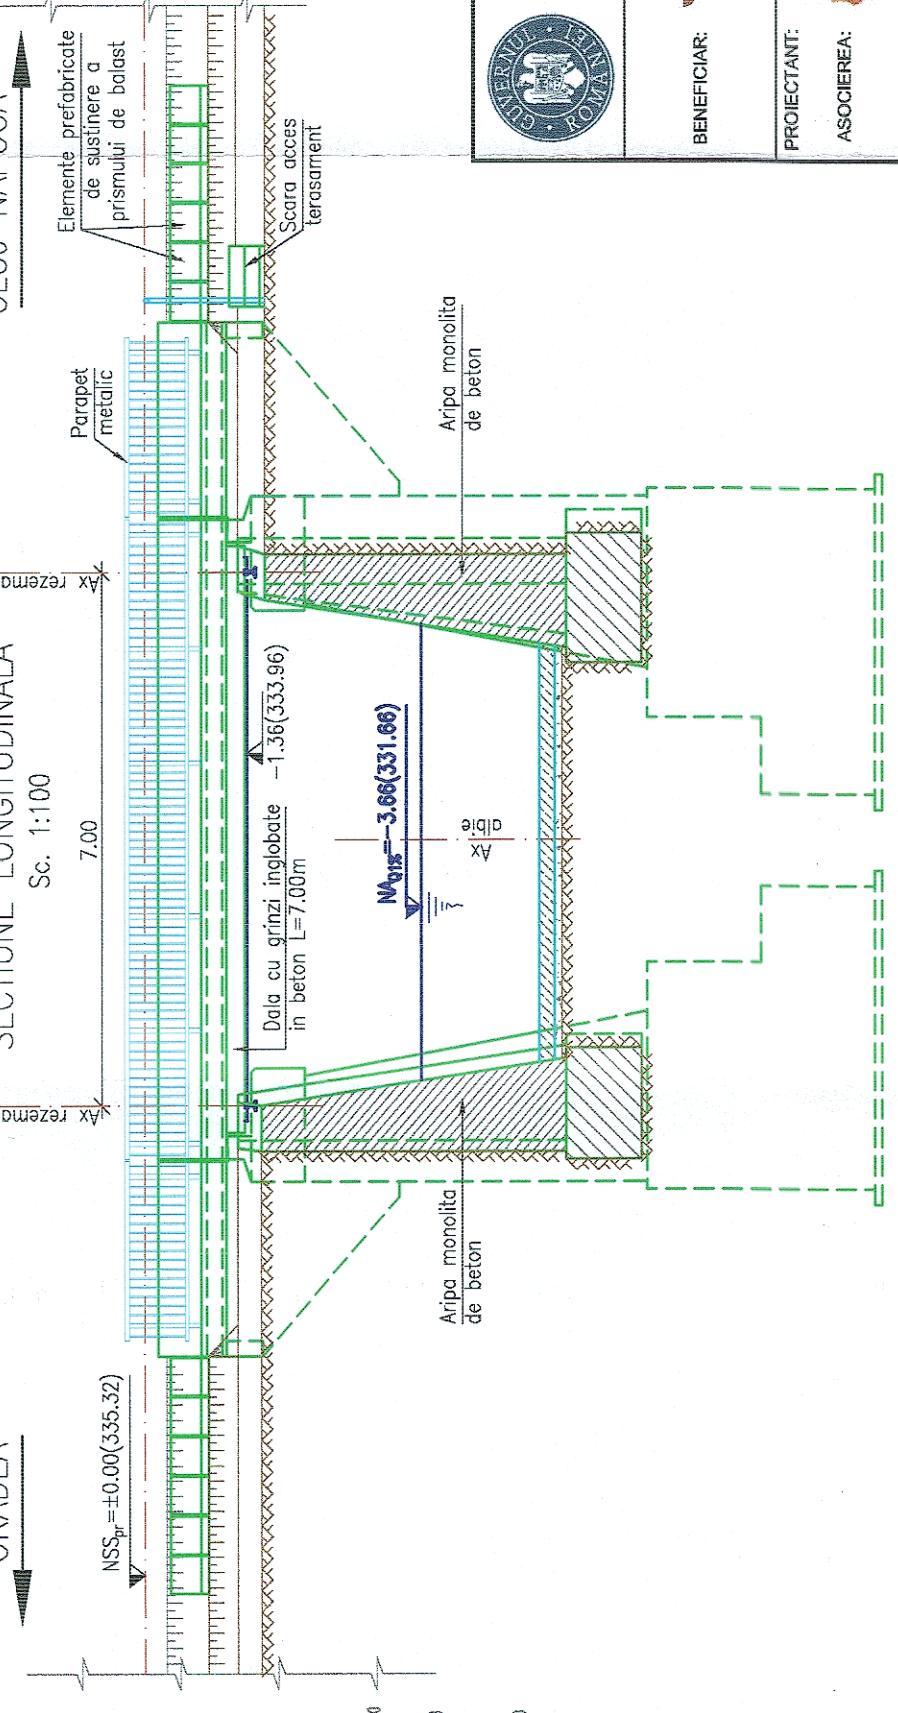 SECTIUNE LONGITUDINALA
Sc. 1:100
7.00
Ax rezema
Ax rezema
Parapet
metalic
Elemente prefabricate
de sustinere a
prismului de balast
Scara acces
terasament
NSSpr=±0.00(335.32)
Dala cu grinzi inglobate
in beton L=7.00m
-1.36(333.96)
NAQ1%=-3.66(331.66)
Ax
albie
Aripa monolita
de beton
Aripa monolita
de beton
GUVERNUL ROMANIEI
BENEFICIAR:
PROIECTANT:
ASOCIEREA: